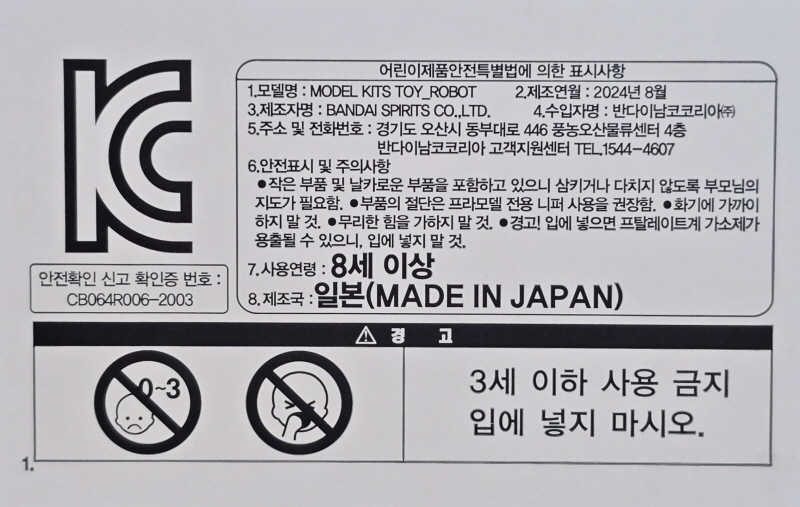 KC
어린이제품안전특별법에 의한 표시사항
1.모델명 : MODEL KITS TOY_ROBOT 2.제조연월 : 2024년 8월
3.제조자명 : BANDAI SPIRITS CO.,LTD. 4.수입자명 : 반다이남코코리아㈜
5.주소 및 전화번호 : 경기도 오산시 동부대로 446 풍농오산물류센터 4층
반다이남코코리아 고객지원센터 TEL.1544-4607
6.안전표시 및 주의사항
●작은 부품 및 날카로운 부품을 포함하고 있으니 삼키거나 다치지 않도록 부모님의
지도가 필요함. ●부품의 절단은 프라모델 전용 니퍼 사용을 권장함. ●화기에 가까이
하지 말 것. ●무리한 힘을 가하지 말 것. ●경고! 입에 넣으면 프탈레이트계 가소제가
용출될 수 있으니, 입에 넣지 말 것.
7.사용연령 : 8세 이상
8.제조국 : 일본(MADE IN JAPAN)
안전확인 신고 확인증 번호 :
CB064R006-2003
⚠ 경 고
0~3
3세 이하 사용 금지
입에 넣지 마시오.
1.